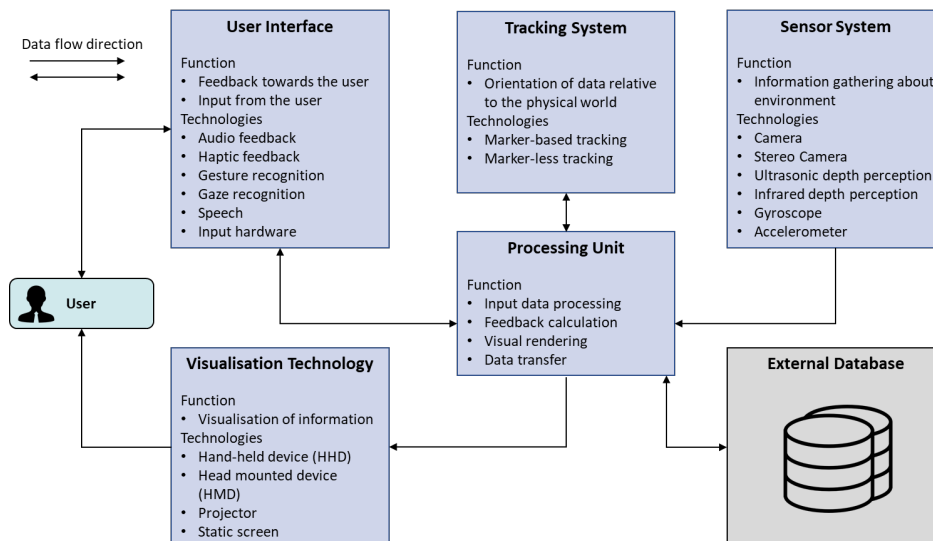 Data flow direction
User Interface
Function
• Feedback towards the user
• Input from the user
Technologies
• Audio feedback
• Haptic feedback
• Gesture recognition
• Gaze recognition
• Speech
• Input hardware
Tracking System
Function
• Orientation of data relative
to the physical world
Technologies
• Marker-based tracking
• Marker-less tracking
Sensor System
Function
• Information gathering about
environment
Technologies
• Camera
• Stereo Camera
• Ultrasonic depth perception
• Infrared depth perception
• Gyroscope
• Accelerometer
User
Processing Unit
Function
• Input data processing
• Feedback calculation
• Visual rendering
• Data transfer
Visualisation Technology
Function
• Visualisation of information
Technologies
• Hand-held device (HHD)
• Head mounted device
(HMD)
• Projector
• Static screen
External Database